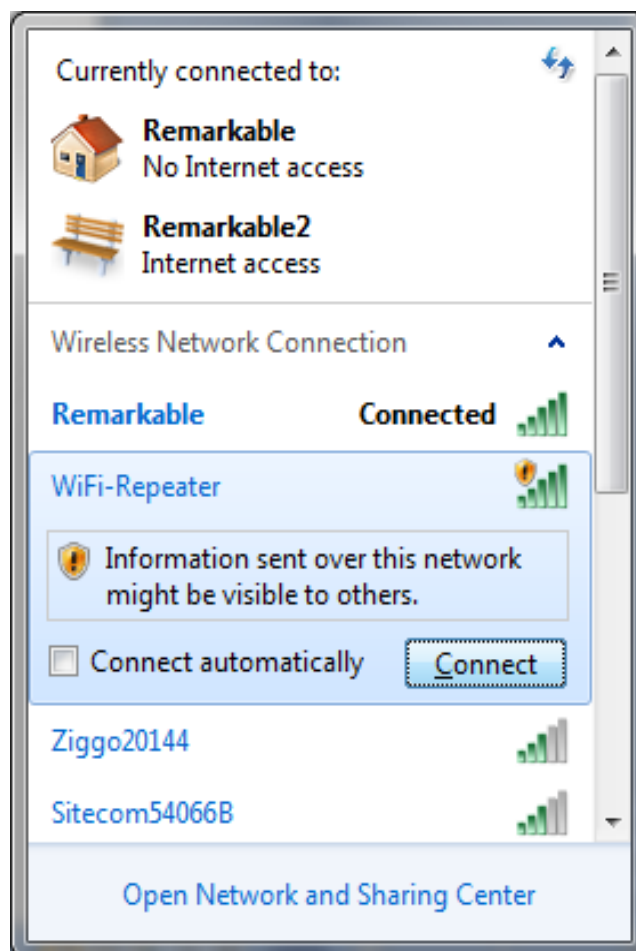 Currently connected to:
Remarkable
No Internet access
Remarkable2
Internet access
Wireless Network Connection
Remarkable Connected
WiFi-Repeater
Information sent over this network
might be visible to others.
Connect automatically Connect
Ziggo20144
Sitecom54066B
Open Network and Sharing Center